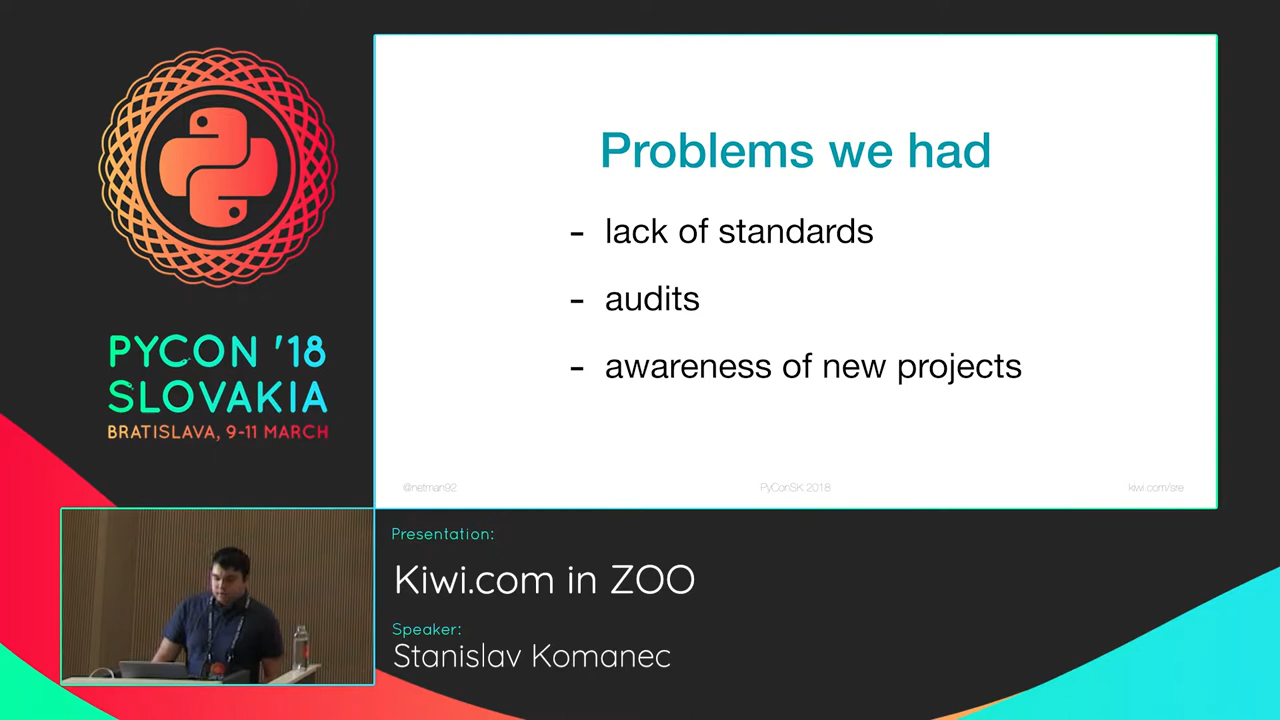 PYCON '18
SLOVAKIA
BRATISLAVA, 9-11 MARCH
Problems we had
- lack of standards
- audits
- awareness of new projects
@netman92
PyConSK 2018
kiwi.com/sre
Presentation:
Kiwi.com in ZOO
Speaker:
Stanislav Komanec